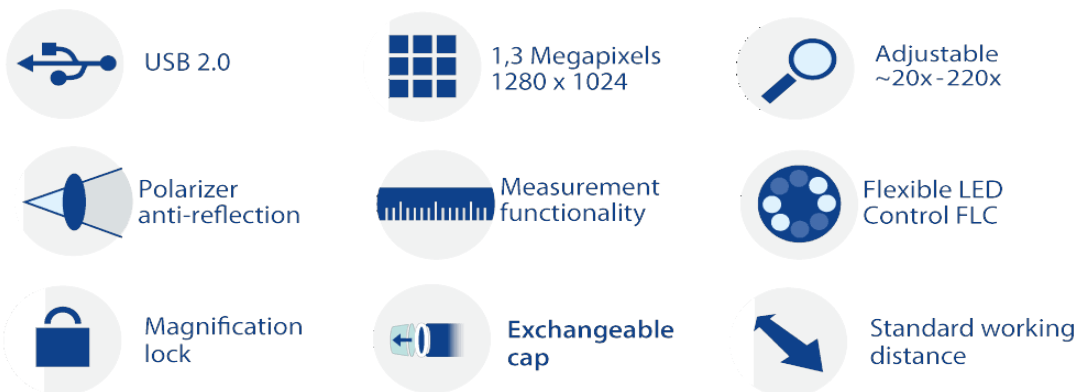 USB 2.0
1,3 Megapixels
1280 x 1024
Adjustable
~20x-220x
Polarizer
anti-reflection
Measurement
functionality
Flexible LED
Control FLC
Magnification
lock
Exchangeable
cap
Standard working
distance